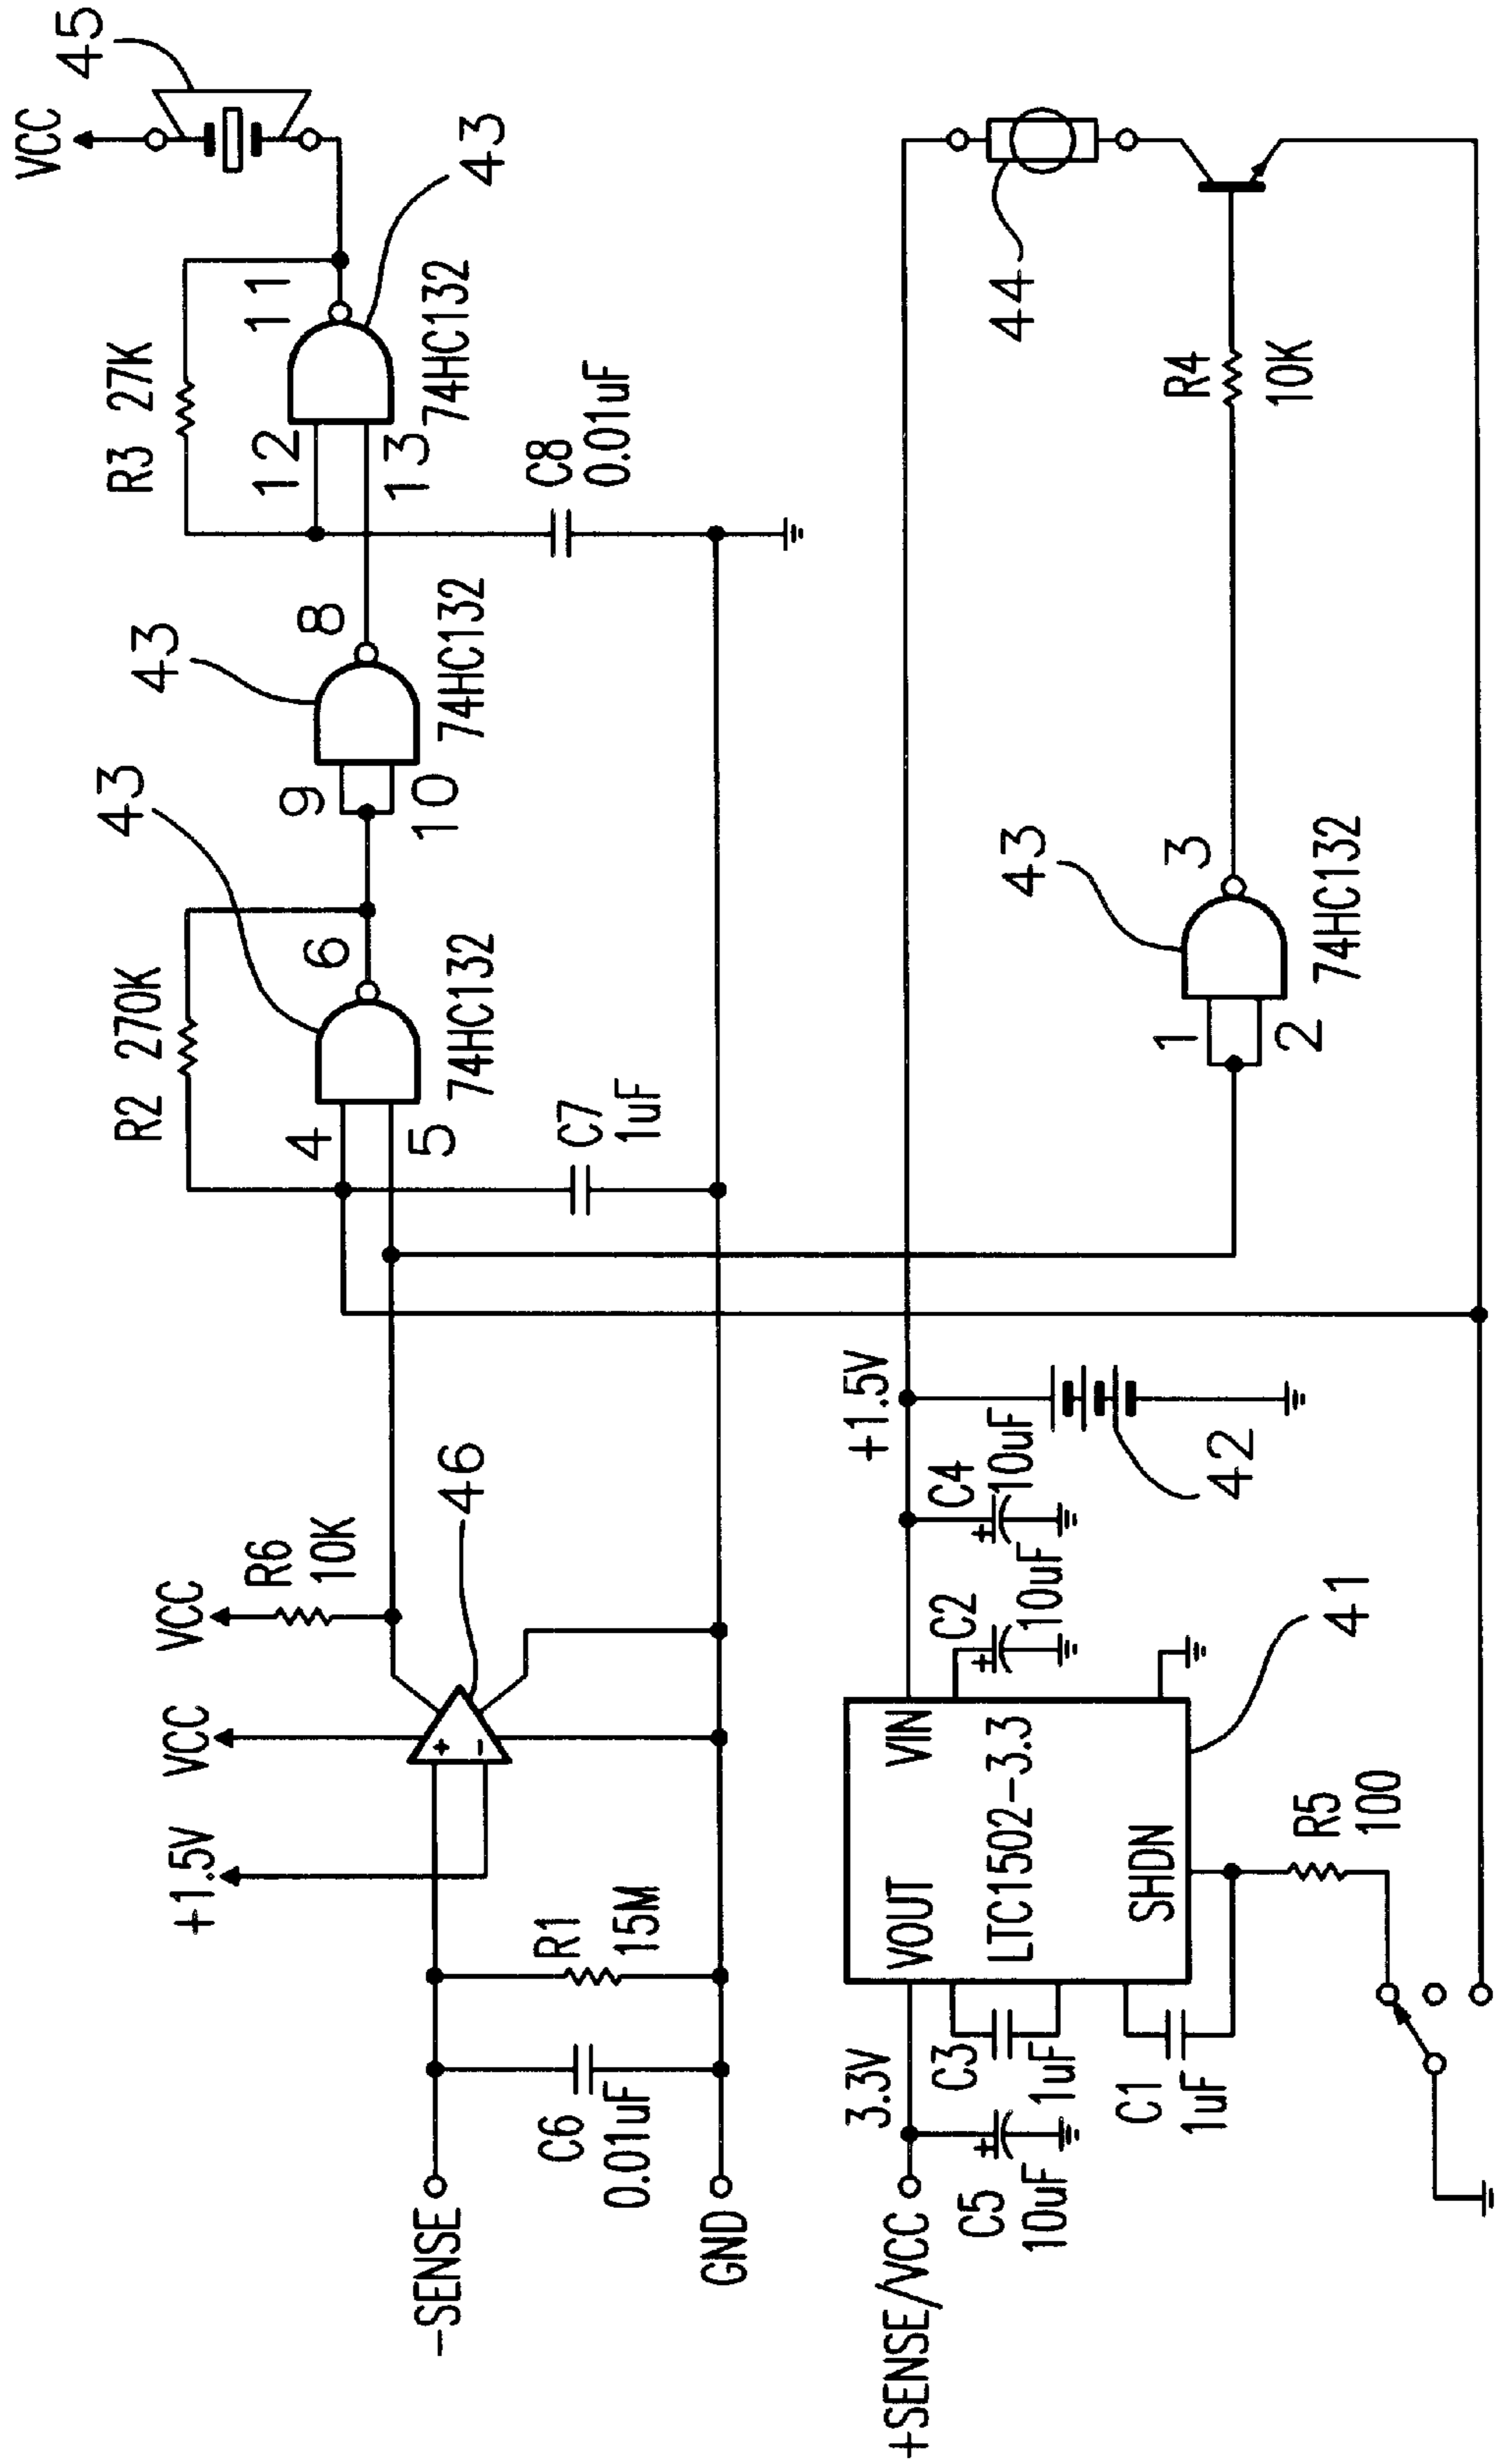 -SENSE
C6
0.01uF
R1
15M
+1.5V
VCC
+
-
46
VCC
R6
10K
GND
R2 270K
4
5
6
74HC132
43
C7
1uF
9
10
8
74HC132
43
R3 27K
12
13
11
74HC132
43
C8
0.01uF
VCC
45
+SENSE/VCC
3.3V
C5
+
10uF
C3
1uF
C1
1uF
VOUT
VIN
LTC1502-3.3
SHDN
41
R5
100
C2
+
10uF
C4
+
10uF
+1.5V
42
1
2
3
74HC132
43
R4
10K
44